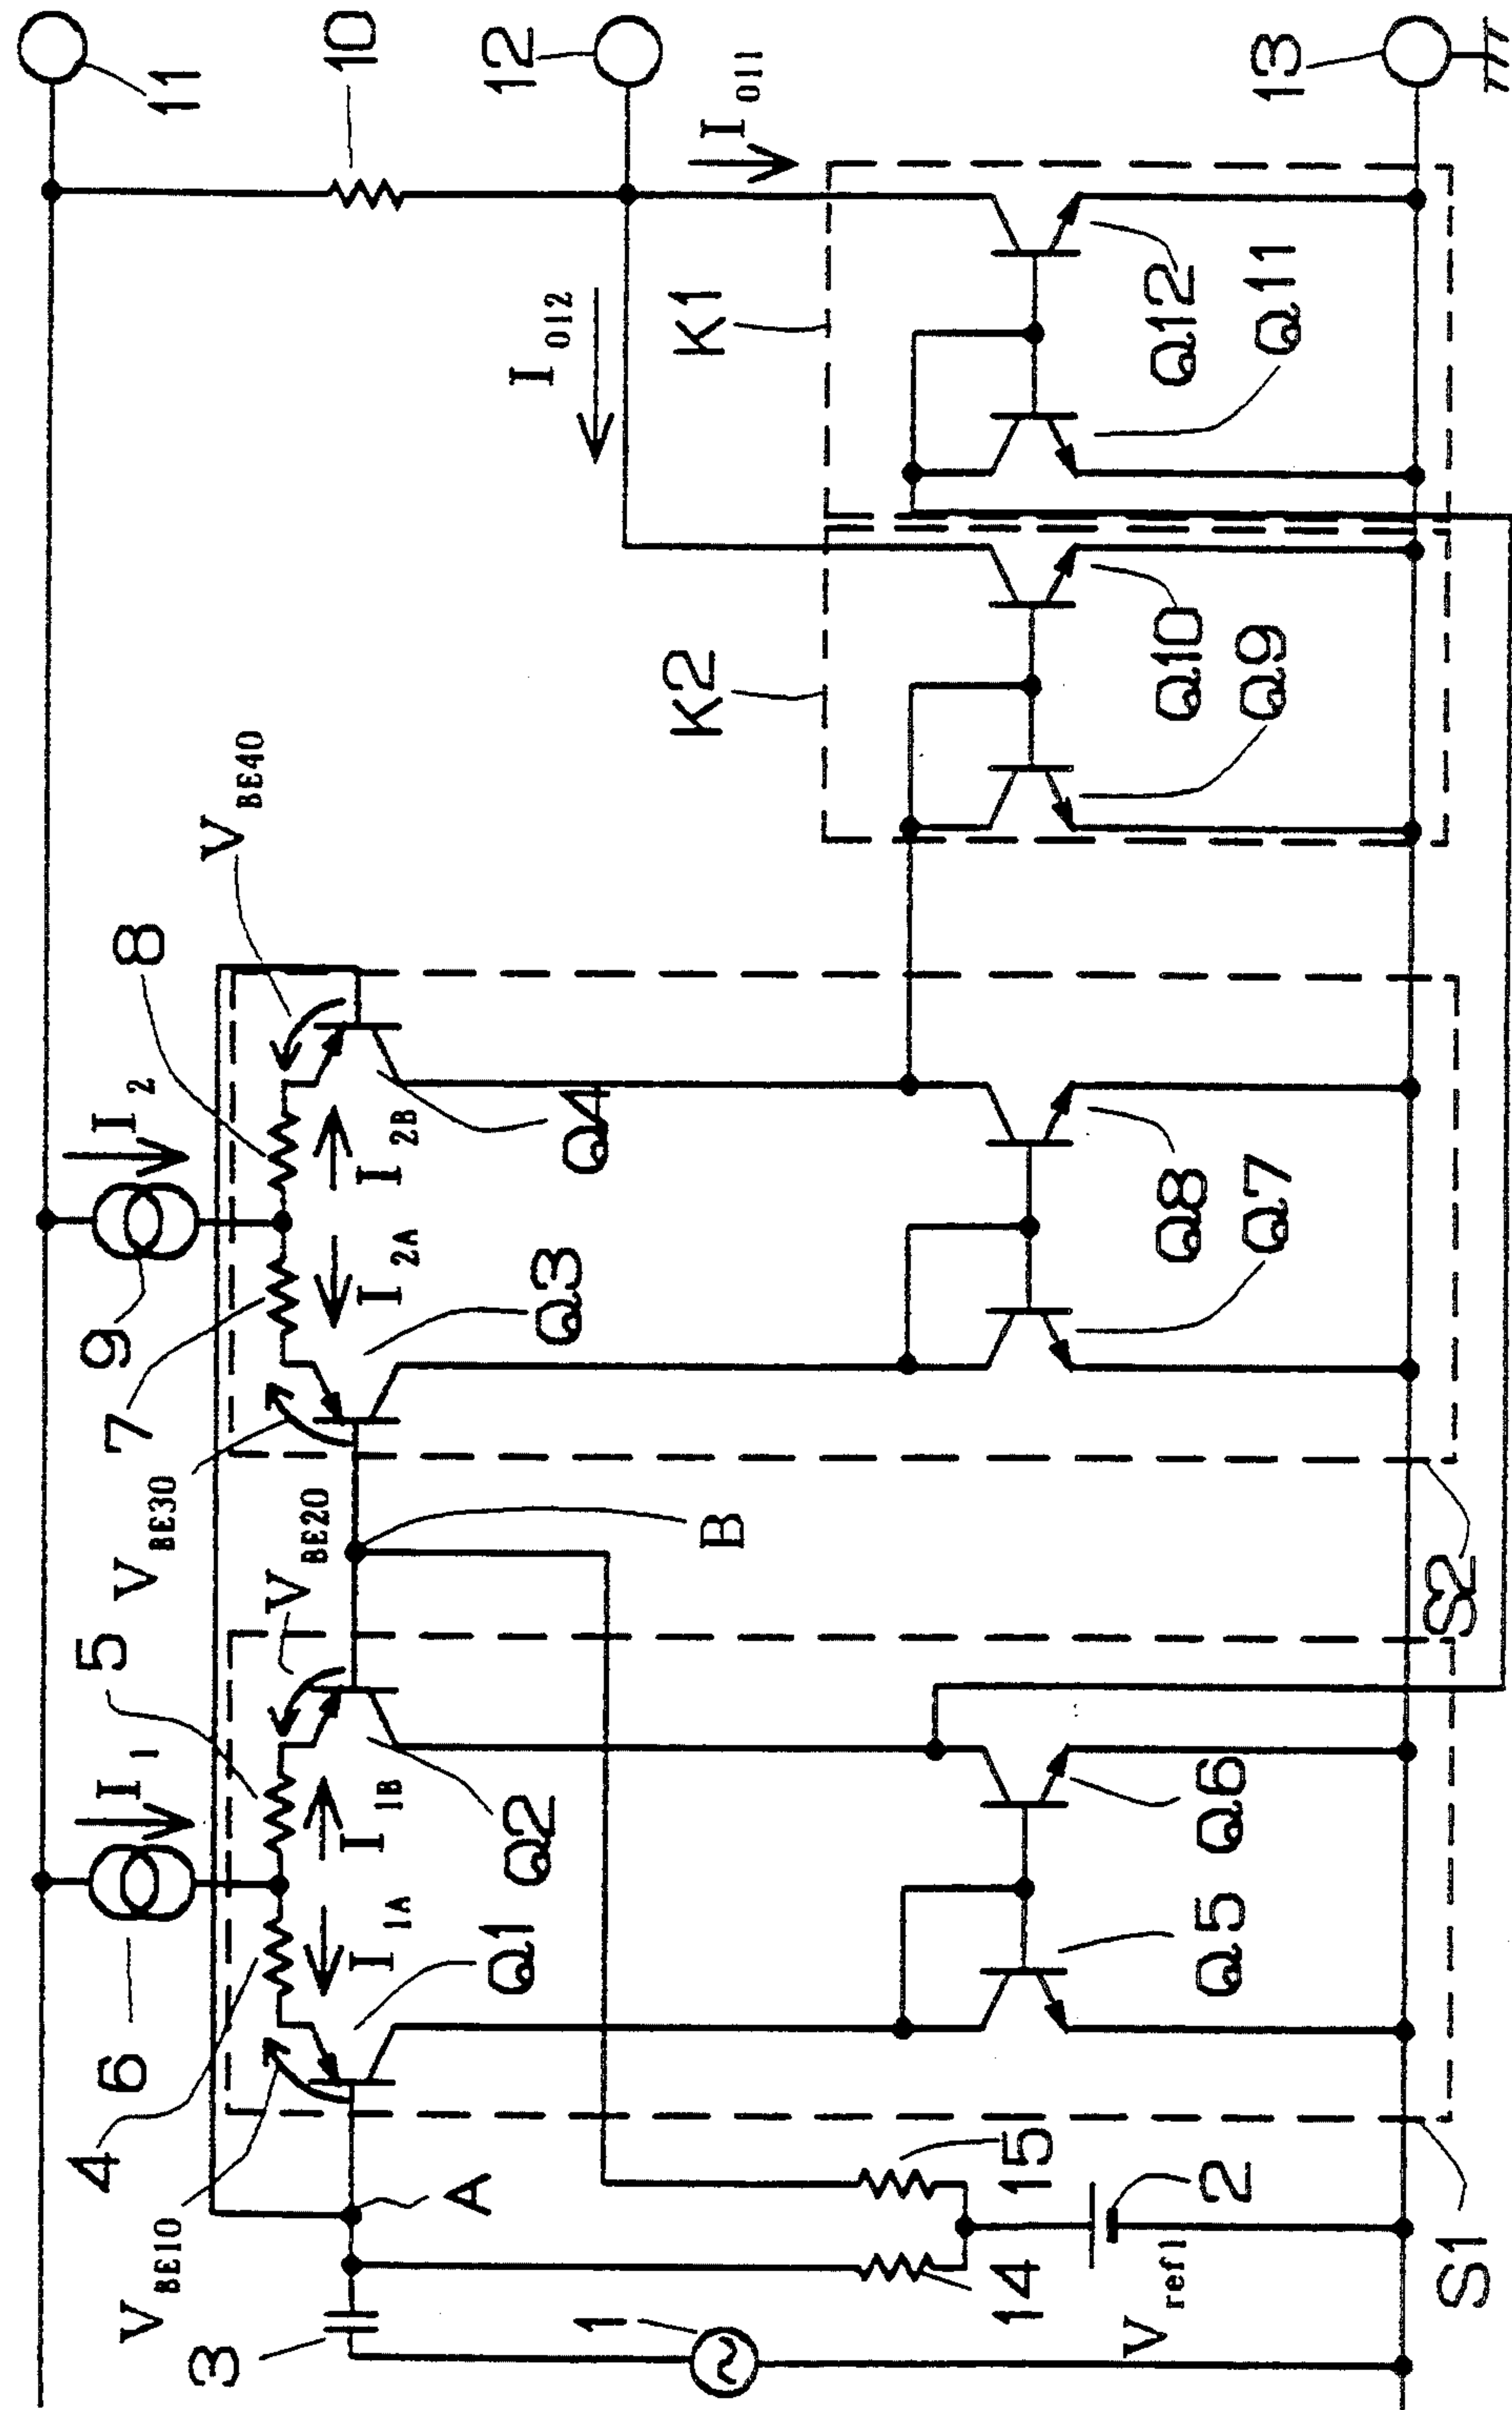 11
10
12
I011
13
I012
K1
Q12
Q11
K2
Q10
Q9
VBE40
8
I2
I2B
Q4
9
I2A
Q3
7
Q8
Q7
VBE30
VBE20
B
S2
5
I1
I1B
Q2
6
I1A
Q1
4
Q6
Q5
VBE10
A
15
2
14
Vref1
S1
3
1